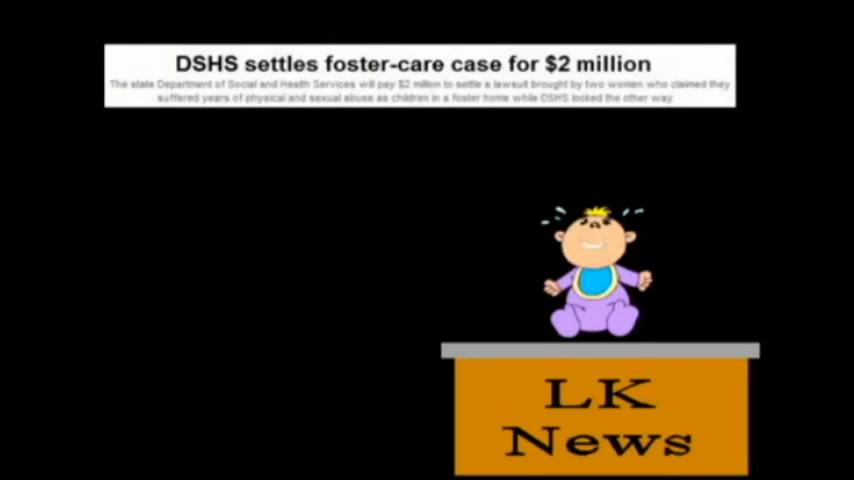 DSHS settles foster-care case for $2 million
The state Department of Social and Health Services will pay $2 million to settle a lawsuit brought by two women who claimed they
suffered years of physical and sexual abuse as children in a foster home while DSHS looked the other way.
LK
News